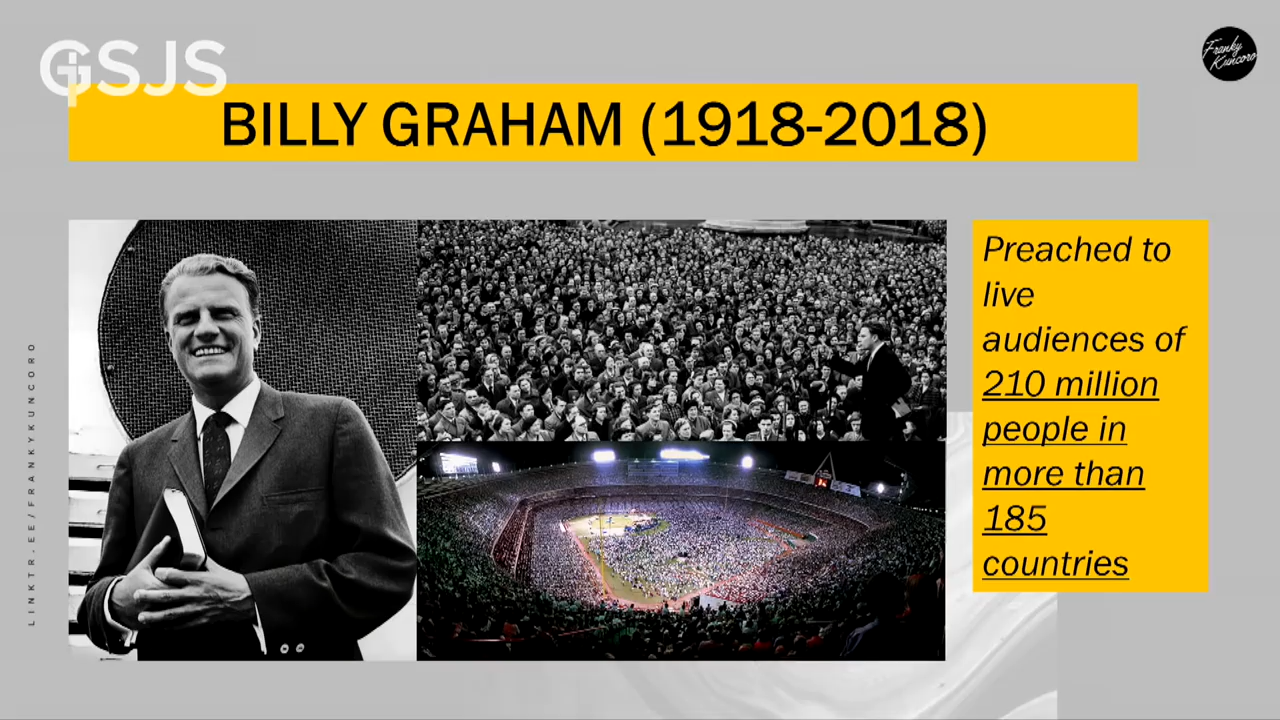 GSJS
Franky
Kuncoro
BILLY GRAHAM (1918-2018)
Preached to
live
audiences of
210 million
people in
more than
185
countries
LINKTR.EE/FRANKYKUNCORO